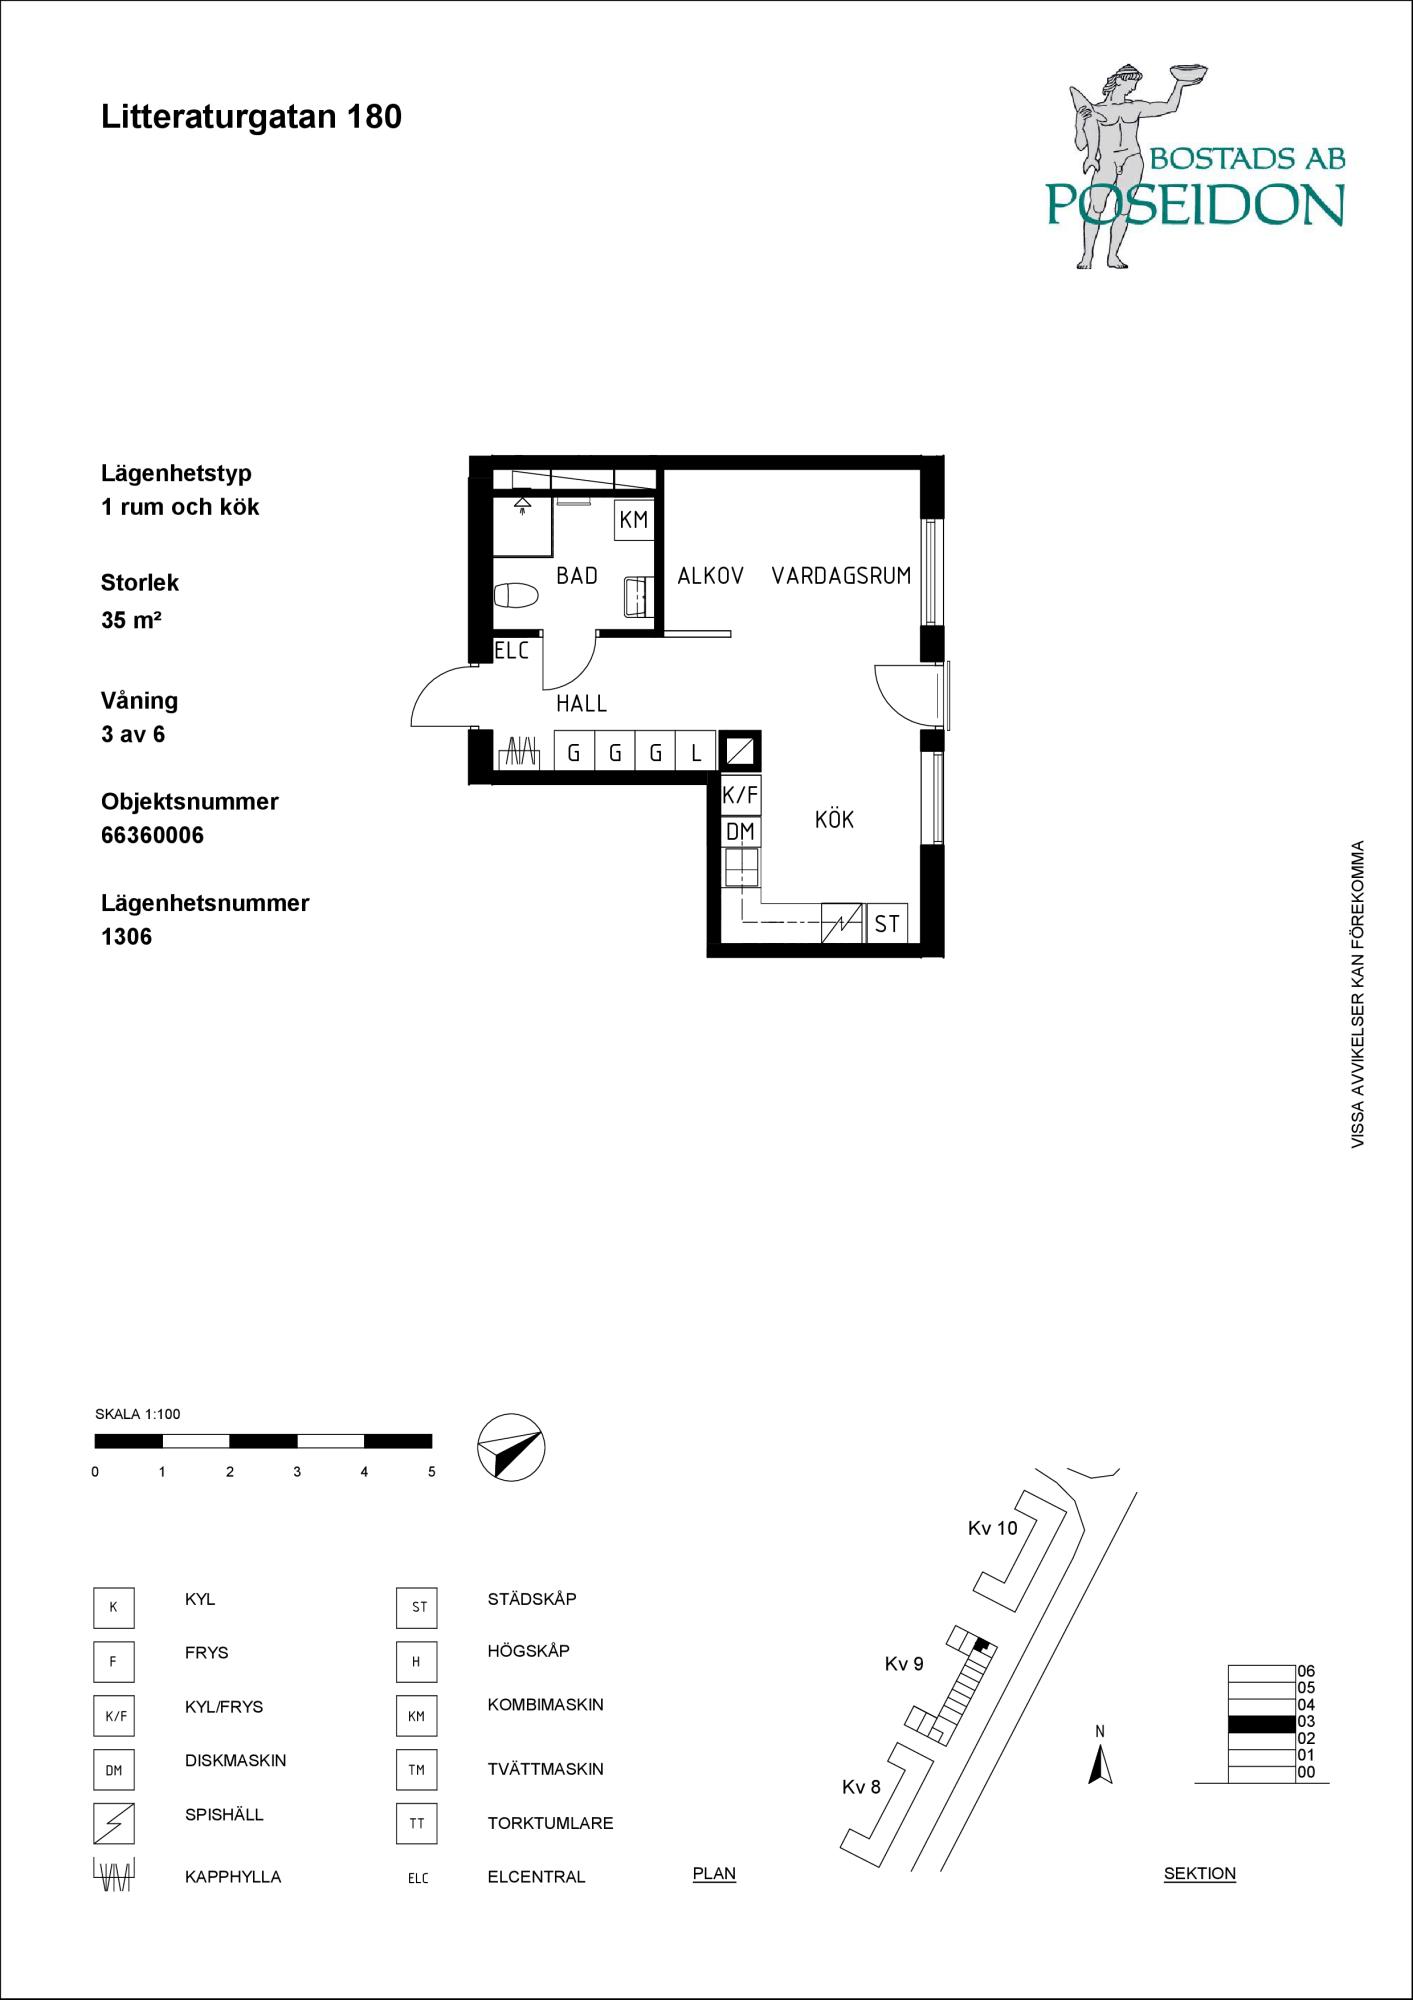 Litteraturgatan 180
BOSTADS AB
POSEIDON
Lägenhetstyp
1 rum och kök
Storlek
35 m²
Våning
3 av 6
Objektsnummer
66360006
Lägenhetsnummer
1306
KM
BAD
ALKOV
VARDAGSRUM
ELC
HALL
G
G
G
L
K/F
DM
KÖK
ST
VISSA AVVIKELSER KAN FÖREKOMMA
SKALA 1:100
0 1 2 3 4 5
K KYL
F FRYS
K/F KYL/FRYS
DM DISKMASKIN
SPISHÄLL
KAPPHYLLA
ST STÄDSKÅP
H HÖGSKÅP
KM KOMBIMASKIN
TM TVÄTTMASKIN
TT TORKTUMLARE
ELC ELCENTRAL
Kv 10
Kv 9
Kv 8
N
PLAN
06
05
04
03
02
01
00
SEKTION